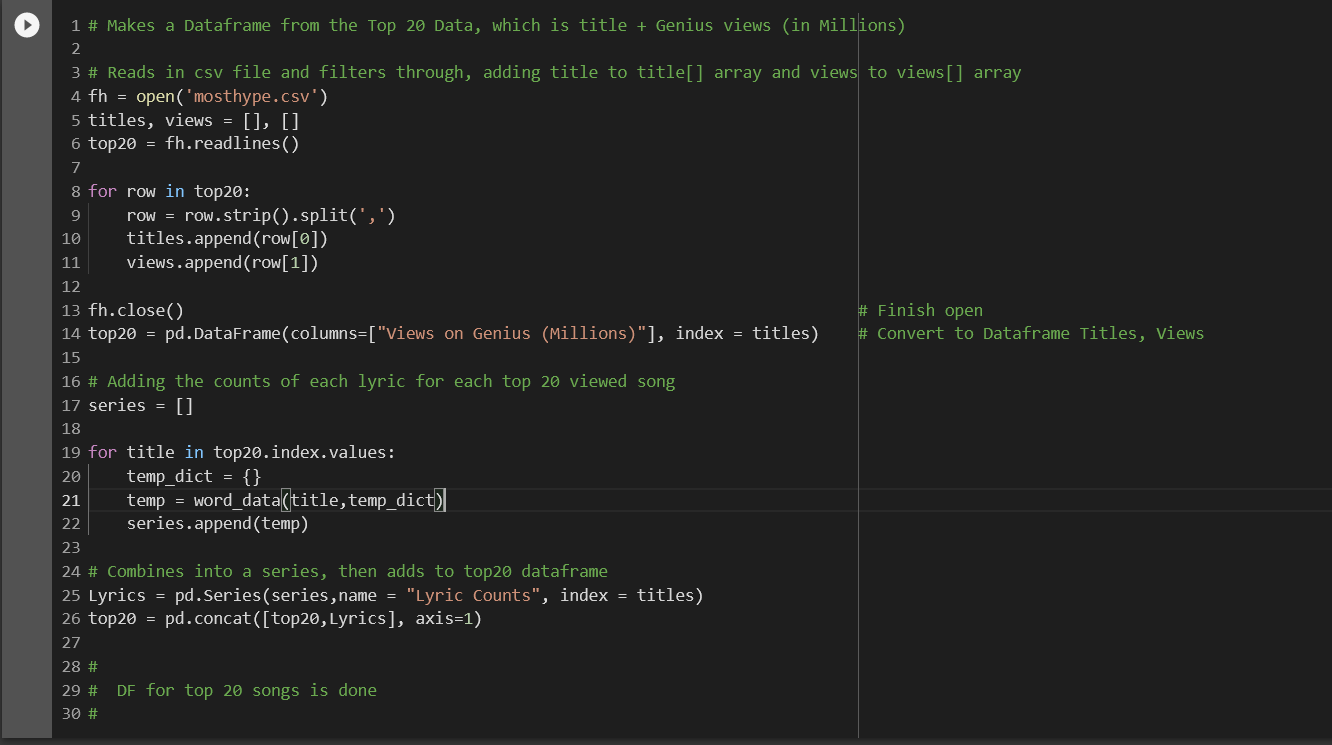 1 # Makes a Dataframe from the Top 20 Data, which is title + Genius views (in Millions)
2
3 # Reads in csv file and filters through, adding title to title[] array and views to views[] array
4 fh = open('mosthype.csv')
5 titles, views = [], []
6 top20 = fh.readlines()
7
8 for row in top20:
9     row = row.strip().split(',')
10     titles.append(row[0])
11     views.append(row[1])
12
13 fh.close() # Finish open
14 top20 = pd.DataFrame(columns=["Views on Genius (Millions)"], index = titles) # Convert to Dataframe Titles, Views
15
16 # Adding the counts of each lyric for each top 20 viewed song
17 series = []
18
19 for title in top20.index.values:
20     temp_dict = {}
21     temp = word_data(title,temp_dict)
22     series.append(temp)
23
24 # Combines into a series, then adds to top20 dataframe
25 Lyrics = pd.Series(series,name = "Lyric Counts", index = titles)
26 top20 = pd.concat([top20,Lyrics], axis=1)
27
28 #
29 #  DF for top 20 songs is done
30 #